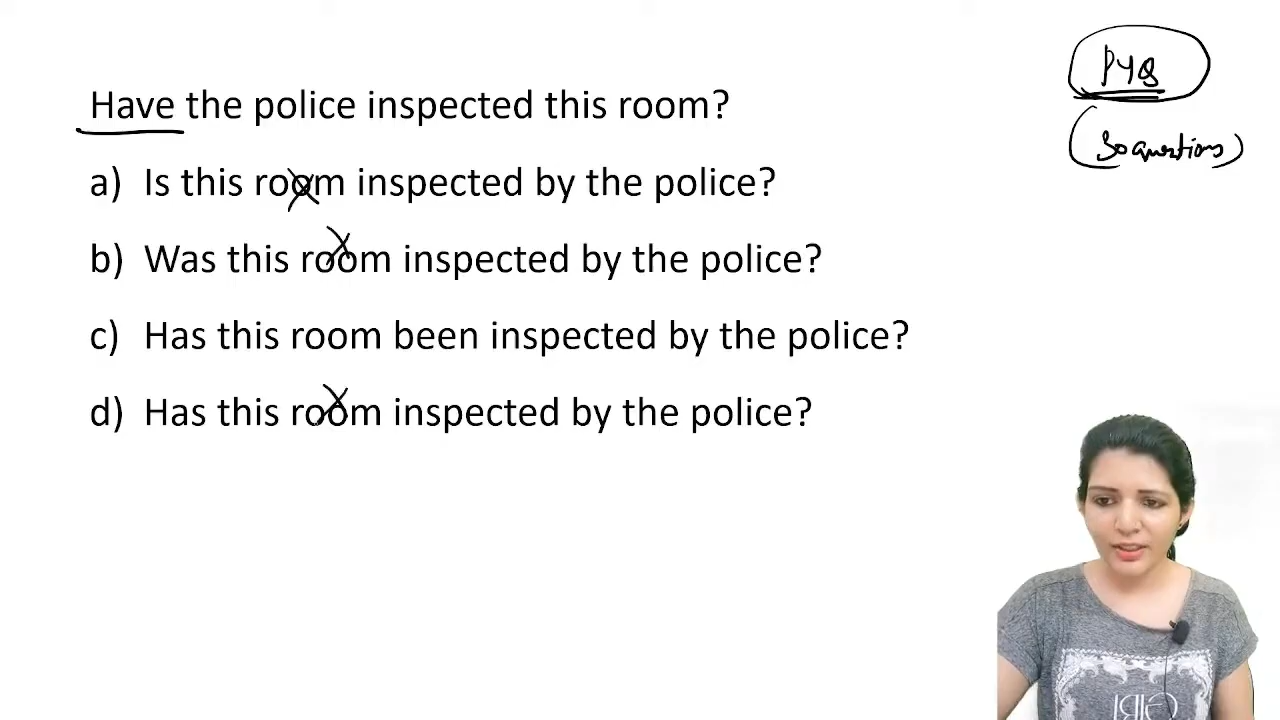 Have the police inspected this room?
a) Is this room inspected by the police?
b) Was this room inspected by the police?
c) Has this room been inspected by the police?
d) Has this room inspected by the police?
PYQ
(30 questions)